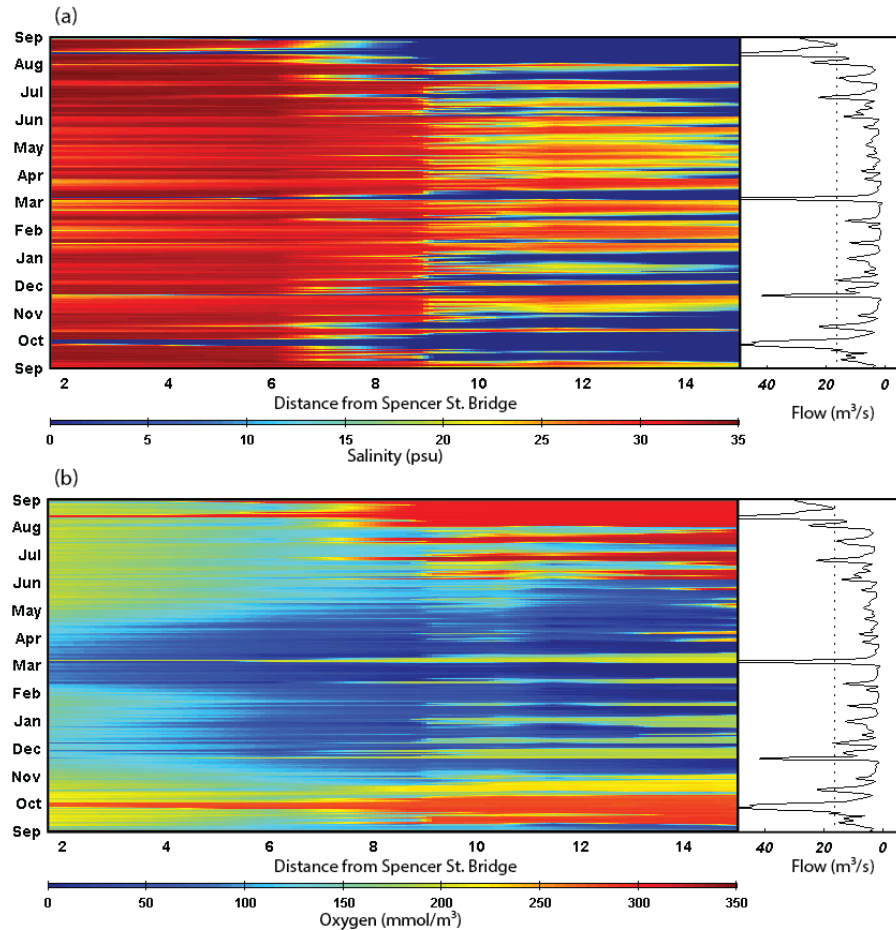 (a)
Sep
Aug
Jul
Jun
May
Apr
Mar
Feb
Jan
Dec
Nov
Oct
Sep
2 4 6 8 10 12 14
40 20 0
Distance from Spencer St. Bridge
Flow (m³/s)
0 5 10 15 20 25 30 35
Salinity (psu)
(b)
Sep
Aug
Jul
Jun
May
Apr
Mar
Feb
Jan
Dec
Nov
Oct
Sep
2 4 6 8 10 12 14
40 20 0
Distance from Spencer St. Bridge
Flow (m³/s)
0 50 100 150 200 250 300 350
Oxygen (mmol/m³)